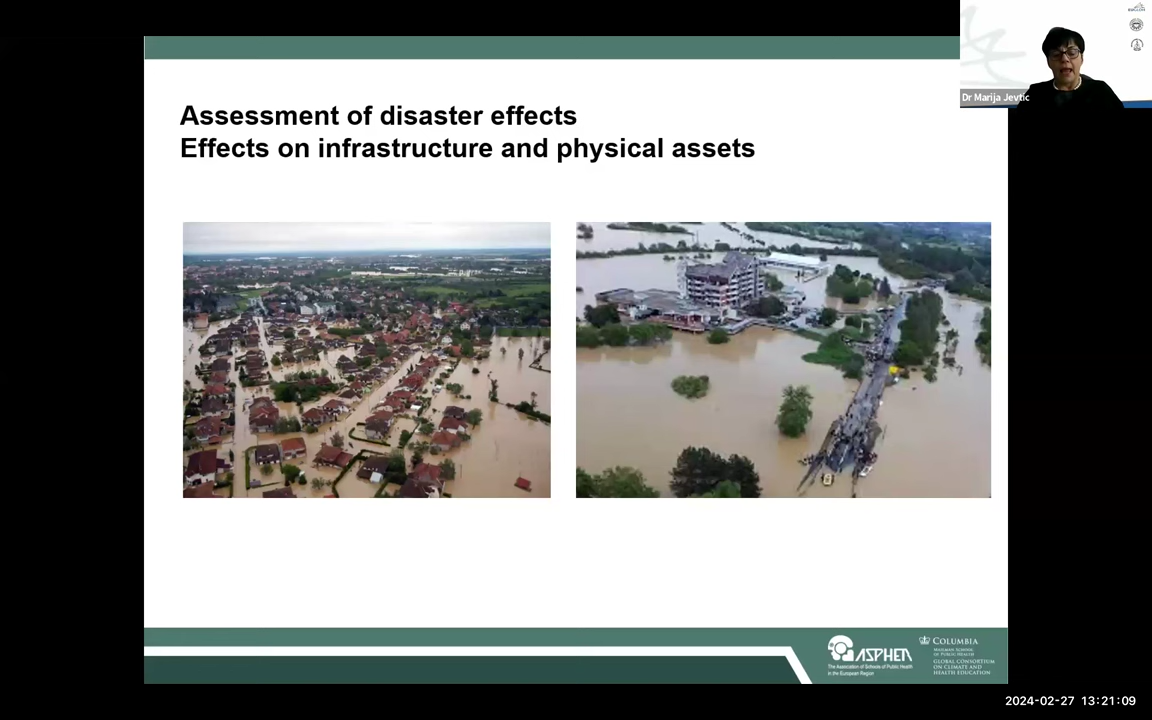 Dr Marija Jevtic
Assessment of disaster effects
Effects on infrastructure and physical assets
ASPHER
The Association of Schools of Public Health
in the European Region
COLUMBIA
MAILMAN SCHOOL
OF PUBLIC HEALTH
GLOBAL CONSORTIUM
ON CLIMATE AND
HEALTH EDUCATION
2024-02-27 13:21:09